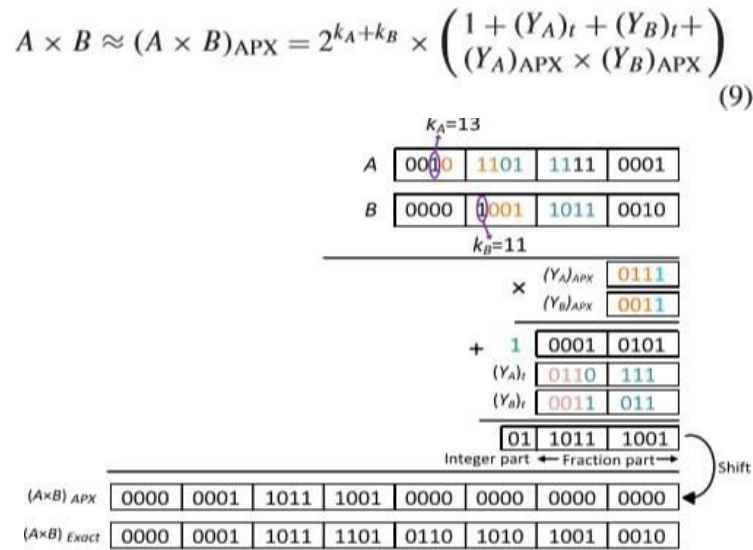 A × B ≈ (A × B)APX = 2^kA+kB × ( 1 + (YA)t + (YB)t+
(YA)APX × (YB)APX )
(9)
kA=13
A 0010 1101 1111 0001
B 0000 1001 1011 0010
kB=11
× (YA)APX 0111
(YB)APX 0011
+ 1 0001 0101
(YA)t 0110 111
(YB)t 0011 011
01 1011 1001
Integer part Fraction part Shift
(A×B) APX 0000 0001 1011 1001 0000 0000 0000 0000
(A×B) Exact 0000 0001 1011 1101 0110 1010 1001 0010